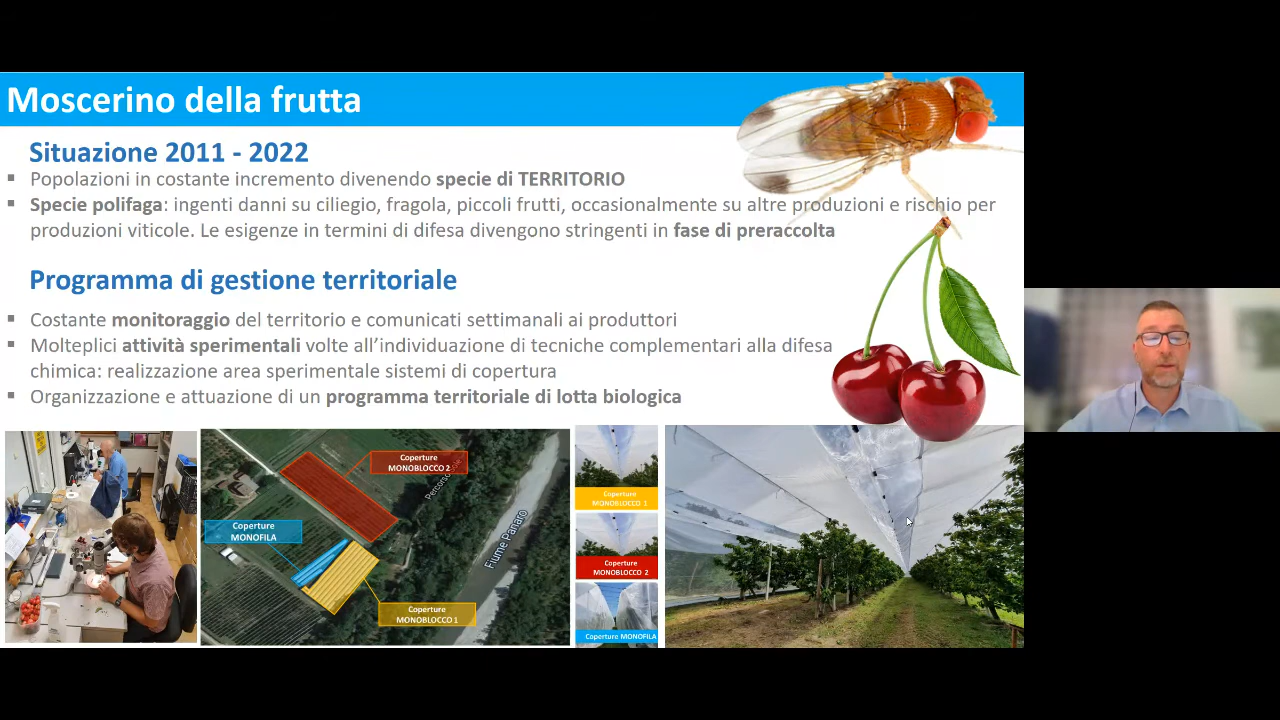 Moscerino della frutta
Situazione 2011 - 2022
▪ Popolazioni in costante incremento divenendo specie di TERRITORIO
▪ Specie polifaga: ingenti danni su ciliegio, fragola, piccoli frutti, occasionalmente su altre produzioni e rischio per
produzioni viticole. Le esigenze in termini di difesa divengono stringenti in fase di preraccolta
Programma di gestione territoriale
▪ Costante monitoraggio del territorio e comunicati settimanali ai produttori
▪ Molteplici attività sperimentali volte all’individuazione di tecniche complementari alla difesa
chimica: realizzazione area sperimentale sistemi di copertura
▪ Organizzazione e attuazione di un programma territoriale di lotta biologica
Coperture
MONOBLOCCO 2
Coperture
MONOFILA
Fiume Panaro
Coperture
MONOBLOCCO 1
Coperture
MONOBLOCCO 1
Coperture
MONOBLOCCO 2
Coperture MONOFILA